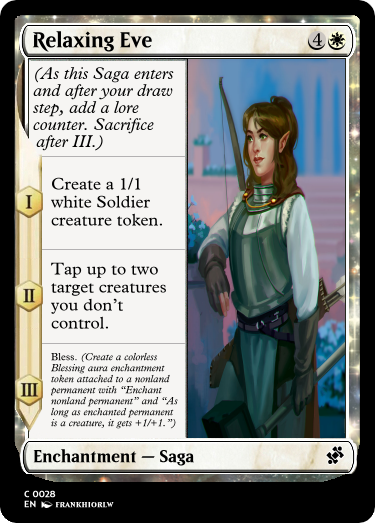 Relaxing Eve 4
(As this Saga enters
and after your draw
step, add a lore
counter. Sacrifice
after III.)
I
Create a 1/1
white Soldier
creature token.
II
Tap up to two
target creatures
you don't
control.
III
Bless. (Create a colorless
Blessing aura enchantment
token attached to a nonland
permanent with "Enchant
nonland permanent" and "As
long as enchanted permanent
is a creature, it gets +1/+1.")
Enchantment — Saga
C 0028
EN FRANKHIORLW